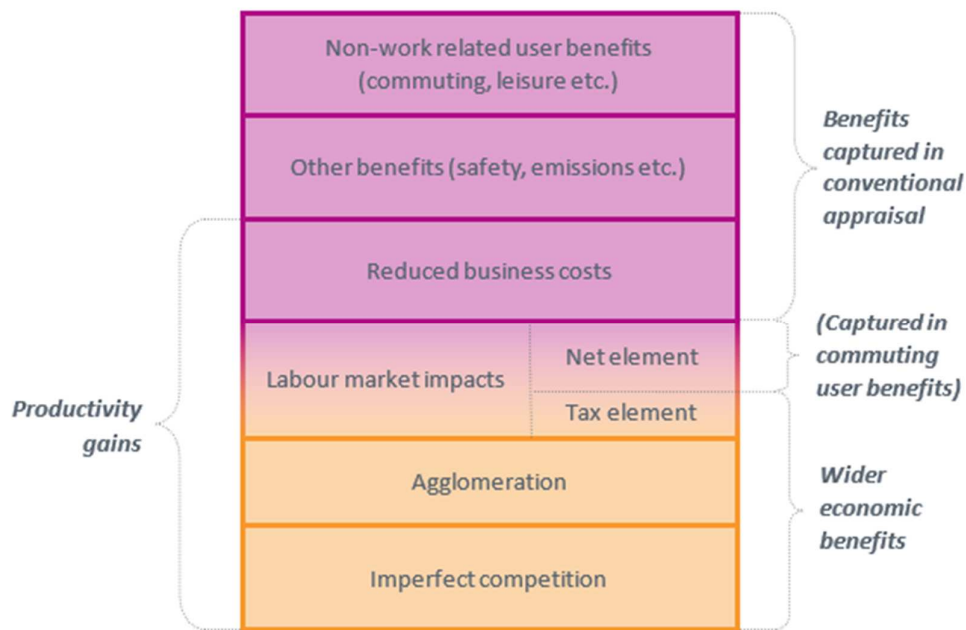 Non-work related user benefits
(commuting, leisure etc.)
Other benefits (safety, emissions etc.)
Reduced business costs
Labour market impacts
Net element
Tax element
Agglomeration
Imperfect competition
Productivity
gains
Benefits
captured in
conventional
appraisal
(Captured in
commuting
user benefits)
Wider
economic
benefits